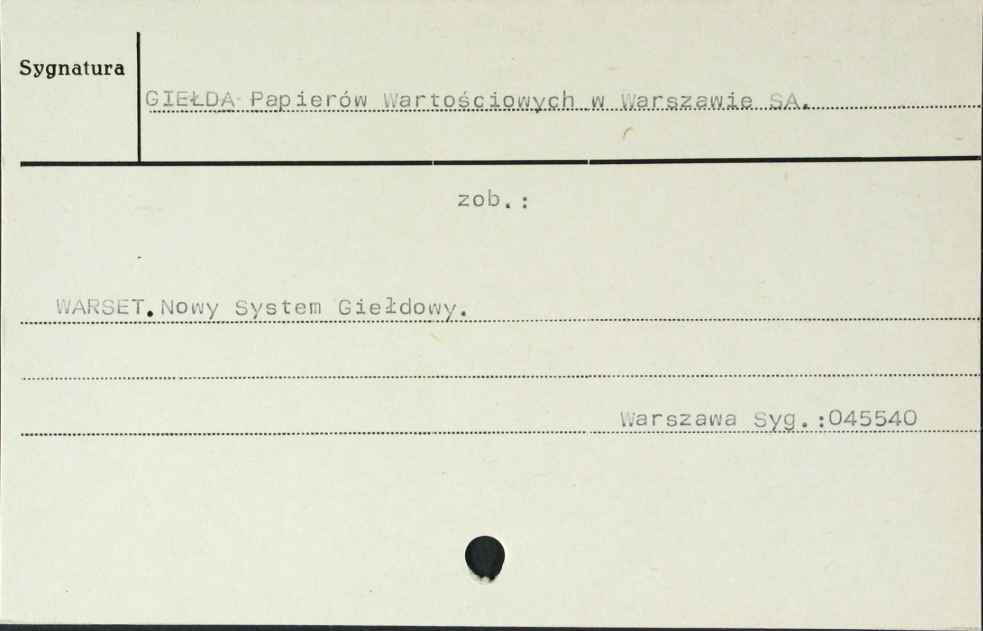 Sygnatura
GIEŁDA Papierów Wartościowych w Warszawie SA.
zob.:
WARSET.Nowy System Giełdowy.
Warszawa Syg.:045540